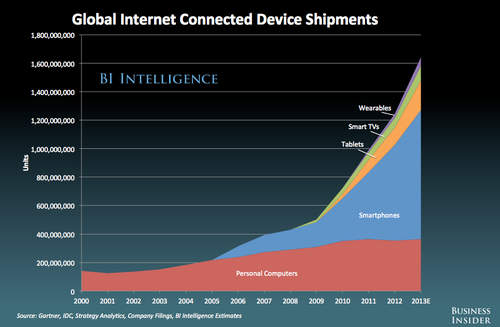 Global Internet Connected Device Shipments
1,800,000,000
1,600,000,000
1,400,000,000
1,200,000,000
1,000,000,000
800,000,000
600,000,000
400,000,000
200,000,000
0
Units
BI INTELLIGENCE
Wearables
Smart TVs
Tablets
Smartphones
Personal Computers
2000 2001 2002 2003 2004 2005 2006 2007 2008 2009 2010 2011 2012 2013E
Source: Gartner, IDC, Strategy Analytics, Company Filings, BI Intelligence Estimates
BUSINESS
INSIDER